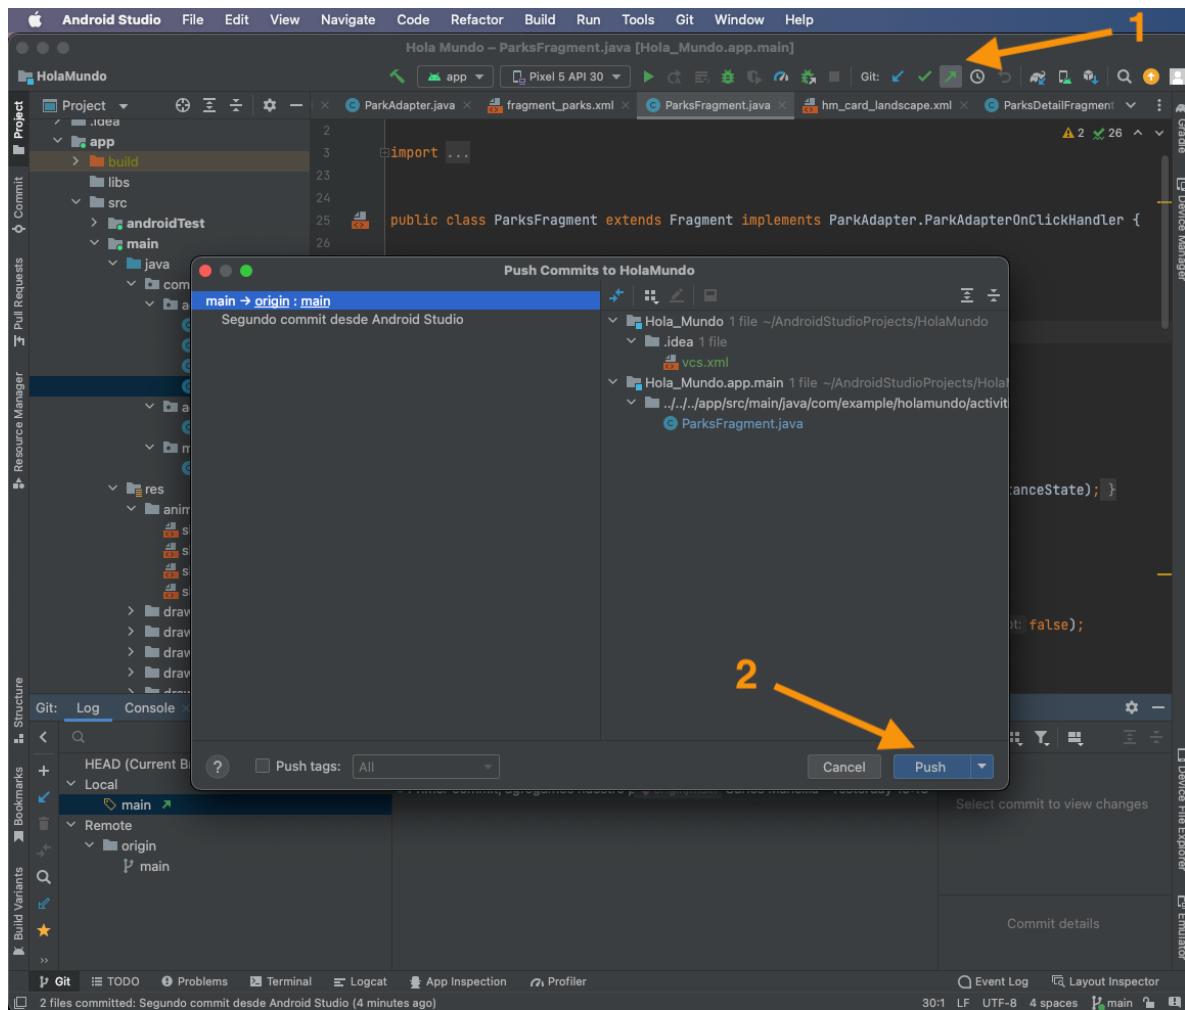 Android Studio File Edit View Navigate Code Refactor Build Run Tools Git Window Help
1
Hola Mundo – ParksFragment.java [Hola_Mundo.app.main]
HolaMundo
app
Pixel 5 API 30
Git:
Project
ParkAdapter.java
fragment_parks.xml
ParksFragment.java
hm_card_landscape.xml
ParksDetailFragment
Project
Commit
Pull Requests
Resource Manager
Structure
Bookmarks
Build Variants
.idea
app
build
libs
src
androidTest
main
java
com
res
anim
2
3 import ...
23
24
25 public class ParksFragment extends Fragment implements ParkAdapter.ParkAdapterOnClickHandler {
26
2 26
Gradle
Device Manager
Device File Explorer
Emulator
Push Commits to HolaMundo
main → origin : main
Segundo commit desde Android Studio
Hola_Mundo 1 file ~/AndroidStudioProjects/HolaMundo
.idea 1 file
vcs.xml
Hola_Mundo.app.main 1 file ~/AndroidStudioProjects/Hola
../../../app/src/main/java/com/example/holamundo/activit
ParksFragment.java
tanceState); }
false);
2
? Push tags: All
Cancel
Push
Git: Log Console
HEAD (Current B
Local
main
Remote
origin
main
Select commit to view changes
Commit details
Git TODO Problems Terminal Logcat App Inspection Profiler Event Log Layout Inspector
2 files committed: Segundo commit desde Android Studio (4 minutes ago) 30:1 LF UTF-8 4 spaces main